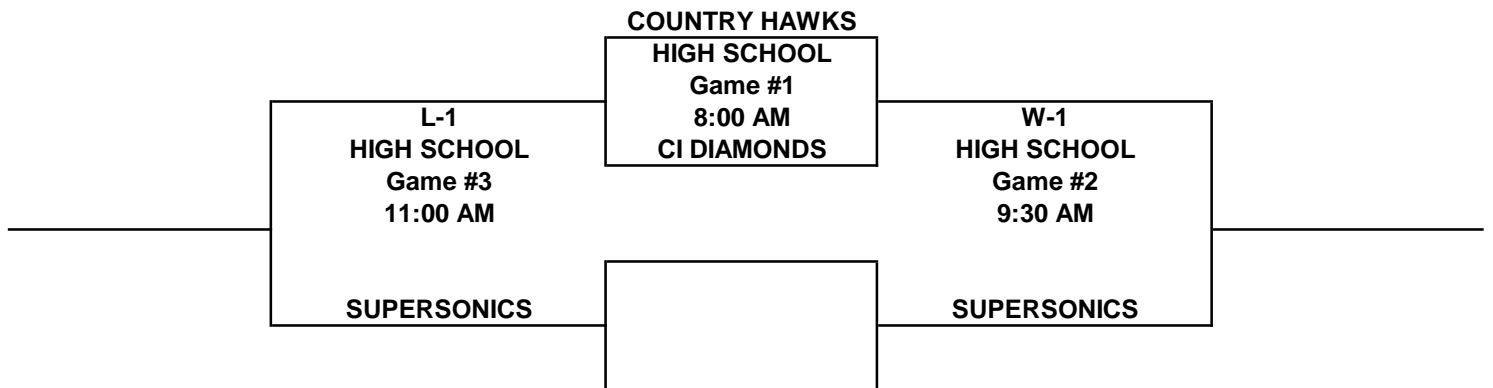 COUNTRY HAWKS
HIGH SCHOOL
Game #1
8:00 AM
CI DIAMONDS
L-1
HIGH SCHOOL
Game #3
11:00 AM
SUPERSONICS
W-1
HIGH SCHOOL
Game #2
9:30 AM
SUPERSONICS